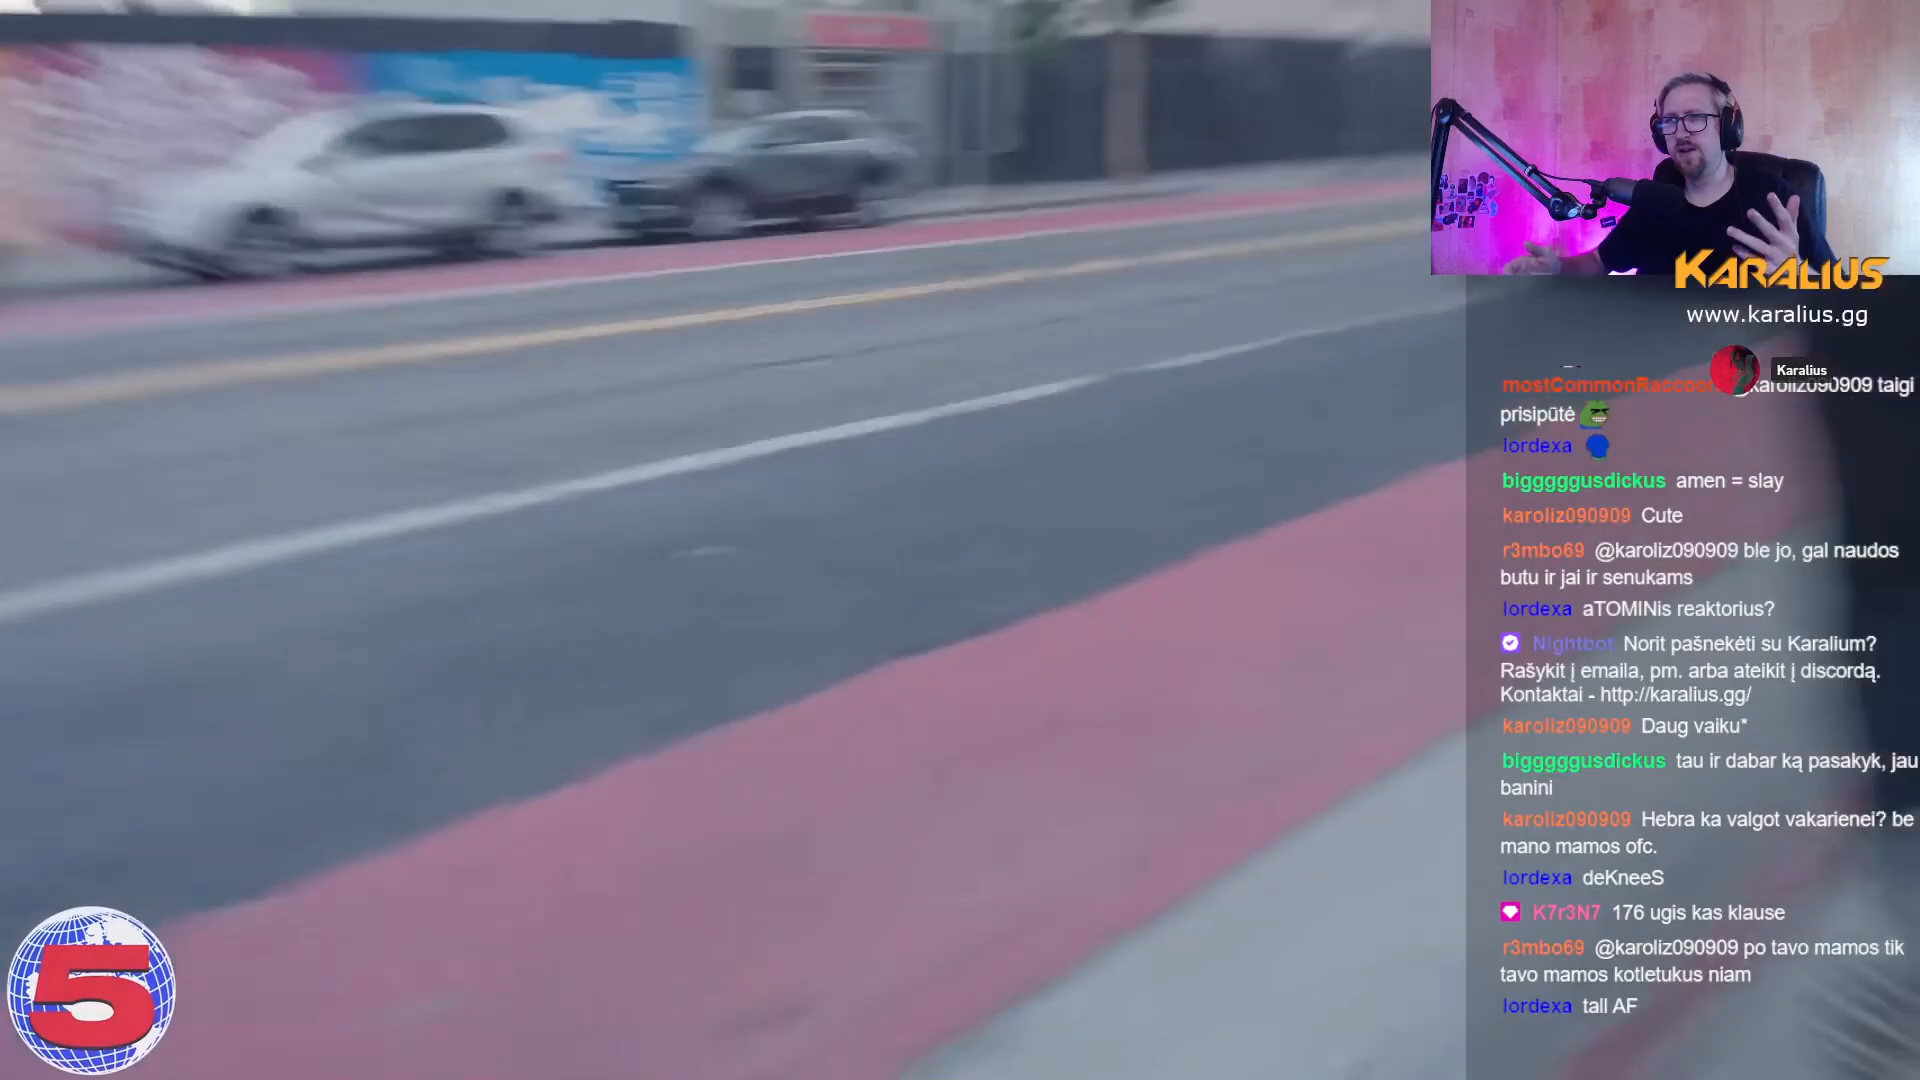 KARALIUS
www.karalius.gg
Karalius
mostCommonRaccoon karoliz090909 taigi
prisipūtė
lordexa
bigggggusdickus amen = slay
karoliz090909 Cute
r3mbo69 @karoliz090909 ble jo, gal naudos
butu ir jai ir senukams
lordexa aTOMINis reaktorius?
Nightbot Norit pašnekėti su Karalium?
Rašykit į emaila, pm. arba ateikit į discordą.
Kontaktai - http://karalius.gg/
karoliz090909 Daug vaiku*
bigggggusdickus tau ir dabar ką pasakyk, jau
banini
karoliz090909 Hebra ka valgot vakarienei? be
mano mamos ofc.
lordexa deKneeS
K7r3N7 176 ugis kas klause
r3mbo69 @karoliz090909 po tavo mamos tik
tavo mamos kotletukus niam
lordexa tall AF
5